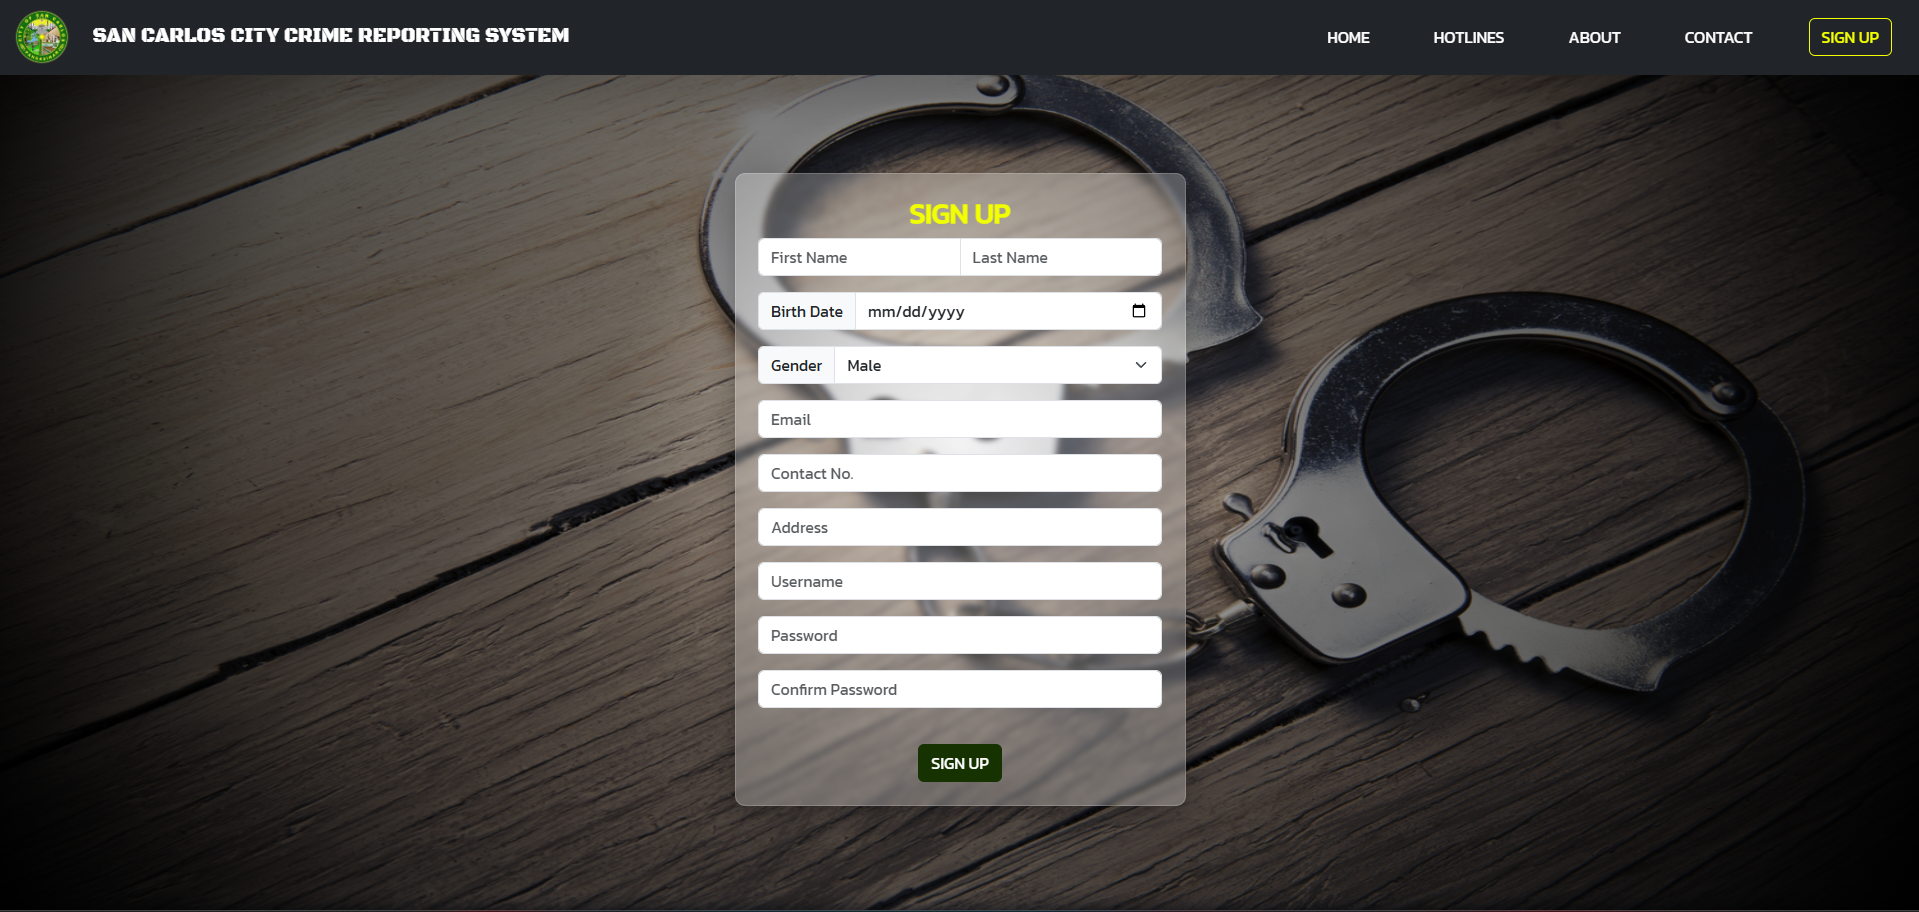 SAN CARLOS CITY CRIME REPORTING SYSTEM
HOME HOTLINES ABOUT CONTACT SIGN UP
SIGN UP
First Name Last Name
Birth Date mm/dd/yyyy
Gender Male
Email
Contact No.
Address
Username
Password
Confirm Password
SIGN UP